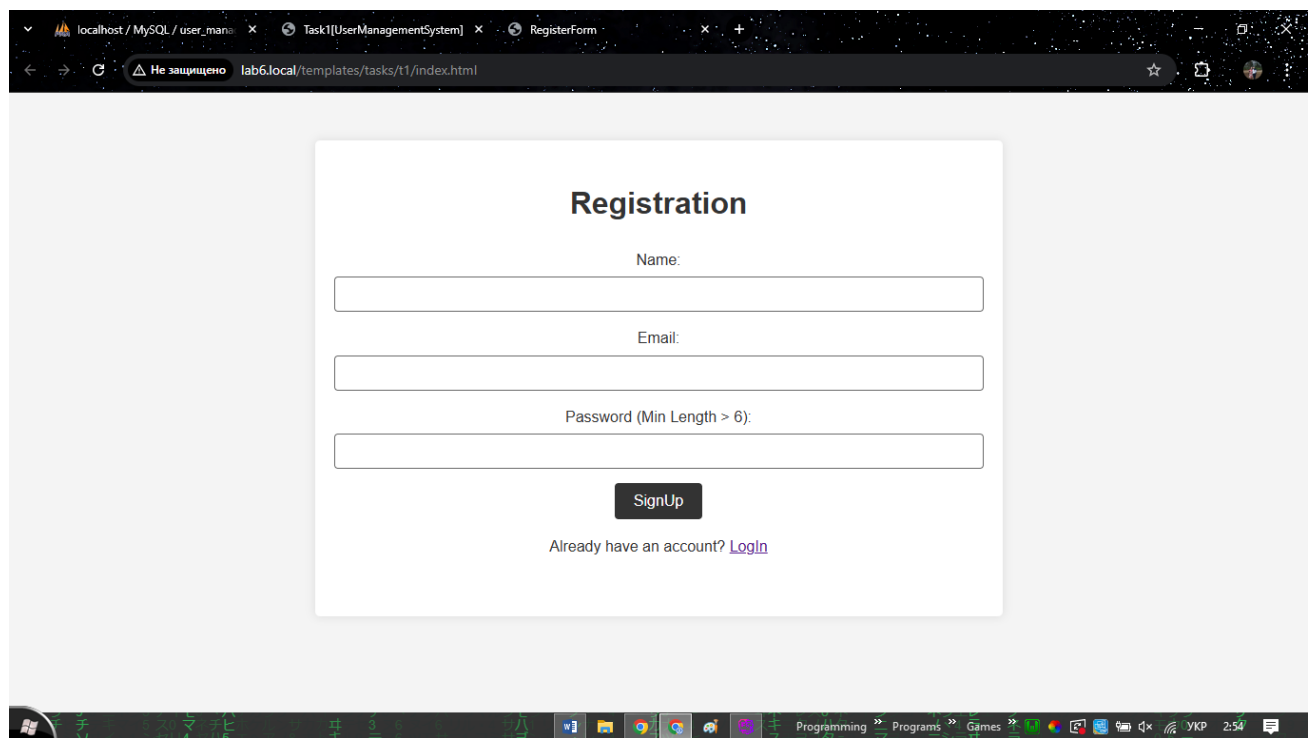 localhost / MySQL / user_mana
Task1[UserManagementSystem]
RegisterForm
Не защищено lab6.local/templates/tasks/t1/index.html
Registration
Name:
Email:
Password (Min Length > 6):
SignUp
Already have an account? LogIn
Programming Programs Games УКР 2:54